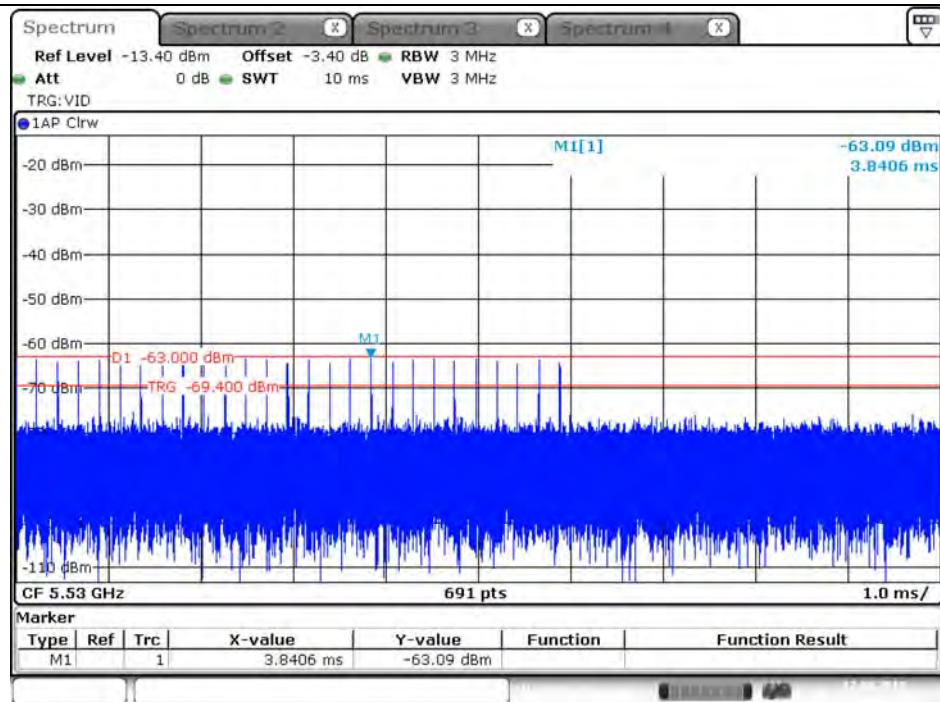 Spectrum Spectrum 2 X Spectrum 3 X Spectrum 4 X
Ref Level -13.40 dBm Offset -3.40 dB RBW 3 MHz
Att 0 dB SWT 10 ms VBW 3 MHz
TRG:VID
1AP Clrw
M1[1] -63.09 dBm
3.8406 ms
-20 dBm
-30 dBm
-40 dBm
-50 dBm
-60 dBm
M1
D1 -63.000 dBm
-70 dBm
TRG -69.400 dBm
-110 dBm
CF 5.53 GHz 691 pts 1.0 ms/
Marker
Type Ref Trc X-value Y-value Function Function Result
M1 1 3.8406 ms -63.09 dBm